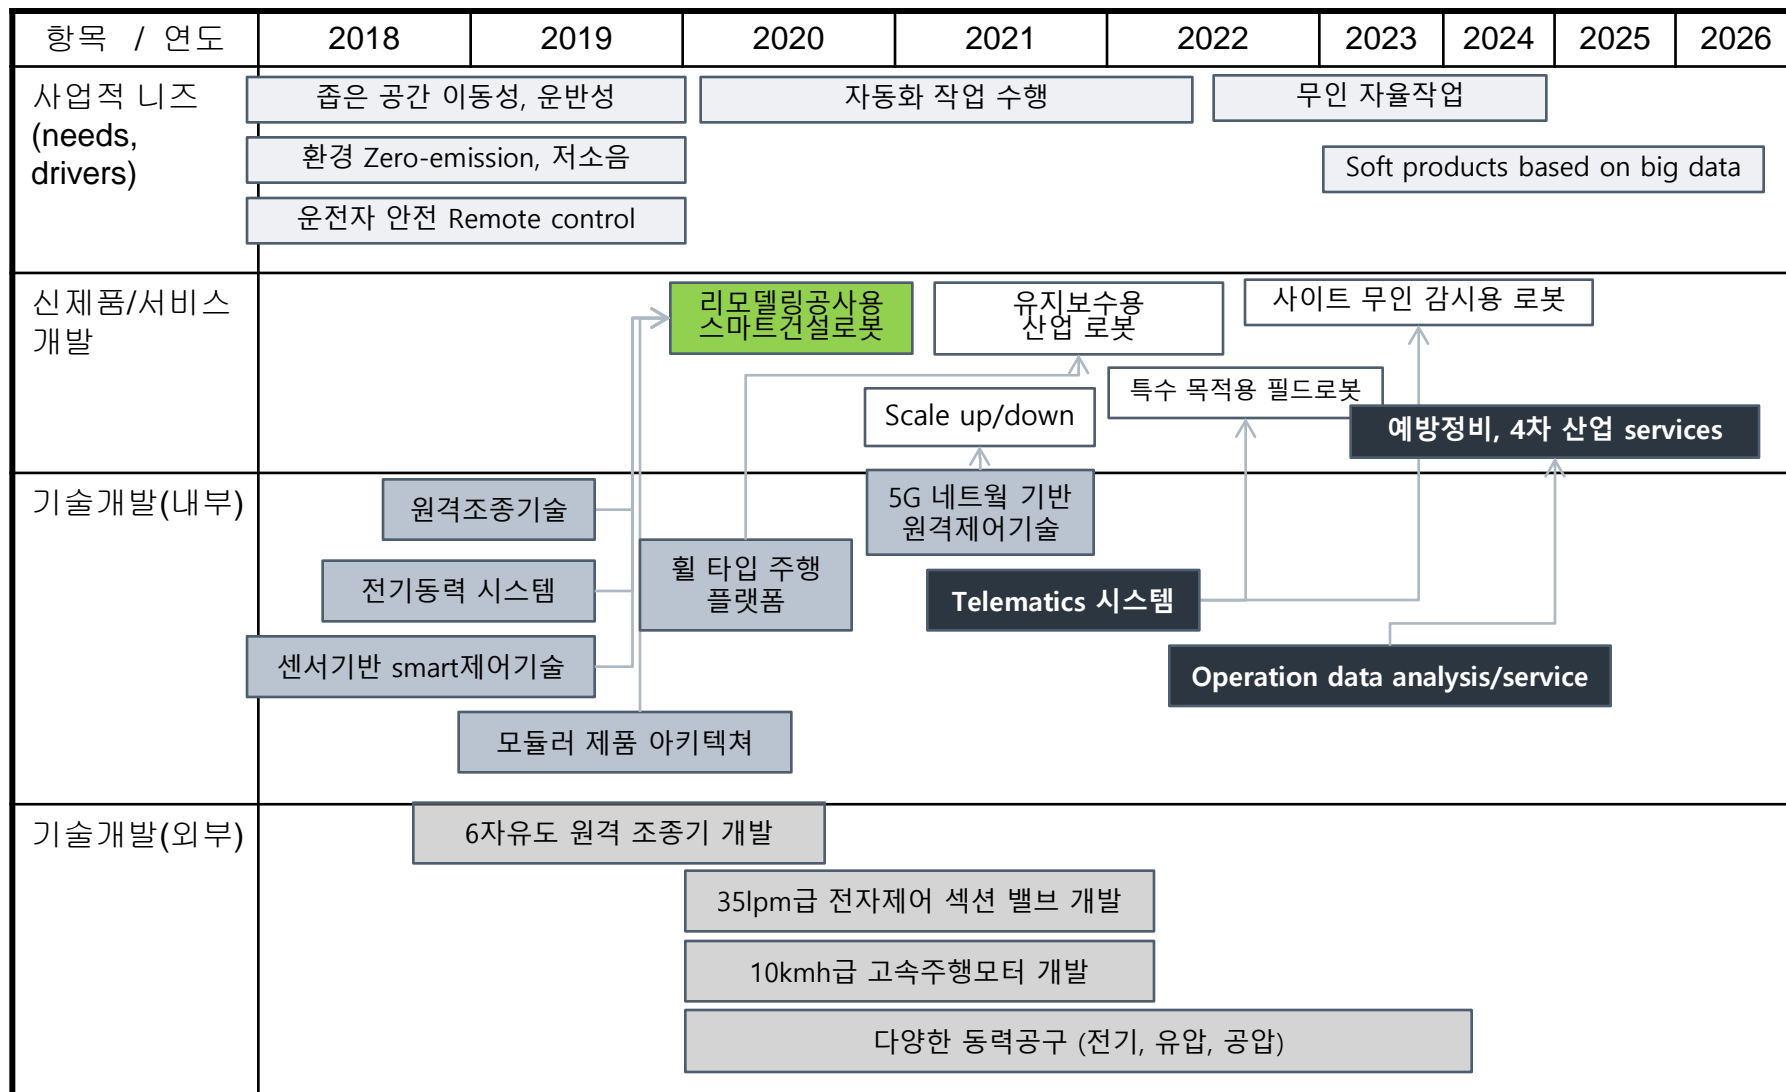 항목 / 연도
2018
2019
2020
2021
2022
2023
2024
2025
2026
사업적 니즈
(needs,
drivers)
좁은 공간 이동성, 운반성
자동화 작업 수행
무인 자율작업
환경 Zero-emission, 저소음
Soft products based on big data
운전자 안전 Remote control
신제품/서비스
개발
리모델링공사용
스마트건설로봇
유지보수용
산업 로봇
사이트 무인 감시용 로봇
특수 목적용 필드로봇
Scale up/down
예방정비, 4차 산업 services
기술개발(내부)
원격조종기술
5G 네트웍 기반
원격제어기술
전기동력 시스템
휠 타입 주행
플랫폼
Telematics 시스템
센서기반 smart제어기술
Operation data analysis/service
모듈러 제품 아키텍쳐
기술개발(외부)
6자유도 원격 조종기 개발
35lpm급 전자제어 섹션 밸브 개발
10kmh급 고속주행모터 개발
다양한 동력공구 (전기, 유압, 공압)